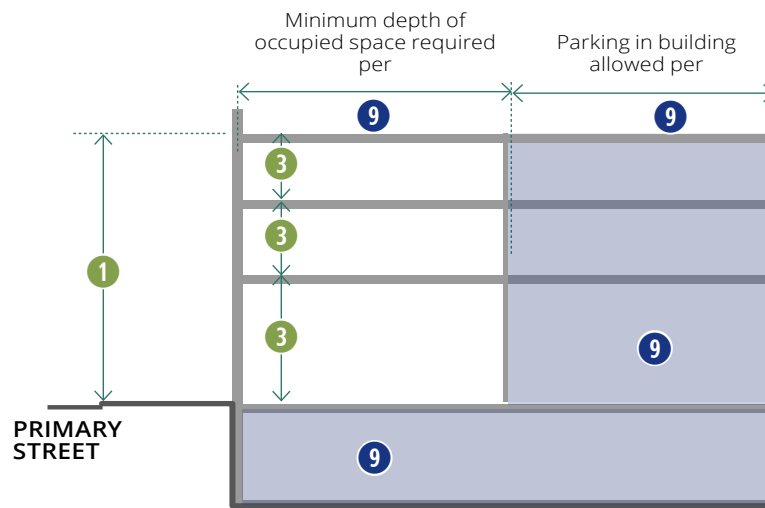 Minimum depth of
occupied space required
per
Parking in building
allowed per
9
9
3
3
1
3
9
PRIMARY
STREET
9